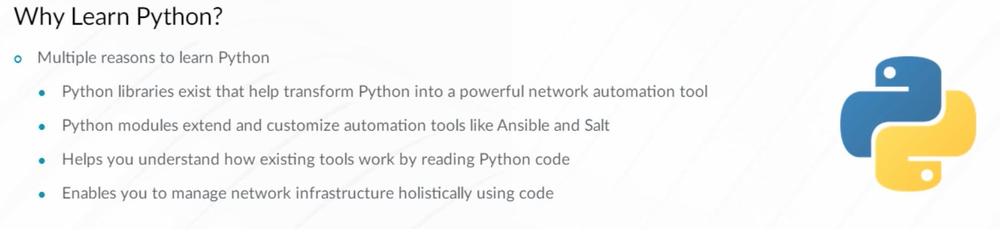 Why Learn Python?
Multiple reasons to learn Python
Python libraries exist that help transform Python into a powerful network automation tool
Python modules extend and customize automation tools like Ansible and Salt
Helps you understand how existing tools work by reading Python code
Enables you to manage network infrastructure holistically using code